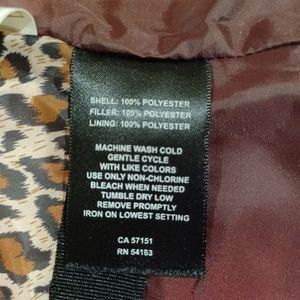 SHELL: 100% POLYESTER
FILLER: 100% POLYESTER
LINING: 100% POLYESTER
MACHINE WASH COLD
GENTLE CYCLE
WITH LIKE COLORS
USE ONLY NON-CHLORINE
BLEACH WHEN NEEDED
TUMBLE DRY LOW
REMOVE PROMPTLY
IRON ON LOWEST SETTING
CA 57151
RN 54163